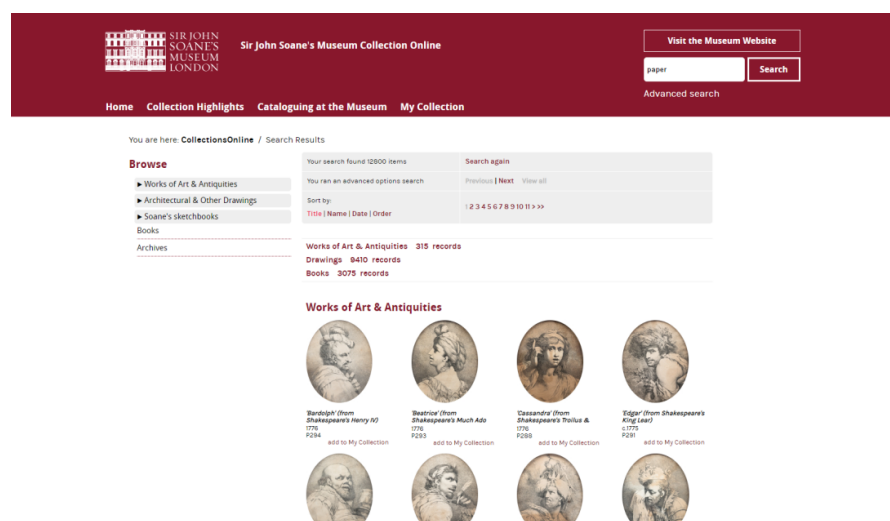 SIR JOHN
SOANE'S
MUSEUM
LONDON
Sir John Soane's Museum Collection Online
Visit the Museum Website
paper
Search
Advanced search
Home Collection Highlights Cataloguing at the Museum My Collection
You are here: CollectionsOnline / Search Results
Browse
▶ Works of Art & Antiquities
▶ Architectural & Other Drawings
▶ Soane's sketchbooks
Books
Archives
Your search found 12800 items
Search again
You ran an advanced options search
Previous | Next View all
Sort by:
Title | Name | Date | Order
1 2 3 4 5 6 7 8 9 10 11 > >>
Works of Art & Antiquities 315 records
Drawings 9410 records
Books 3075 records
Works of Art & Antiquities
'Bardolph' (from
Shakespeare's Henry IV)
1776
P294
add to My Collection
'Beatrice' (from
Shakespeare's Much Ado
1776
P293
add to My Collection
'Cassandra' (from
Shakespeare's Troilus &
1776
P288
add to My Collection
'Edgar' (from Shakespeare's
King Lear)
c.1775
P291
add to My Collection